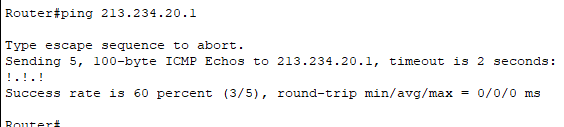 Router#ping 213.234.20.1
Type escape sequence to abort.
Sending 5, 100-byte ICMP Echos to 213.234.20.1, timeout is 2 seconds:
!.!.!
Success rate is 60 percent (3/5), round-trip min/avg/max = 0/0/0 ms
Router#